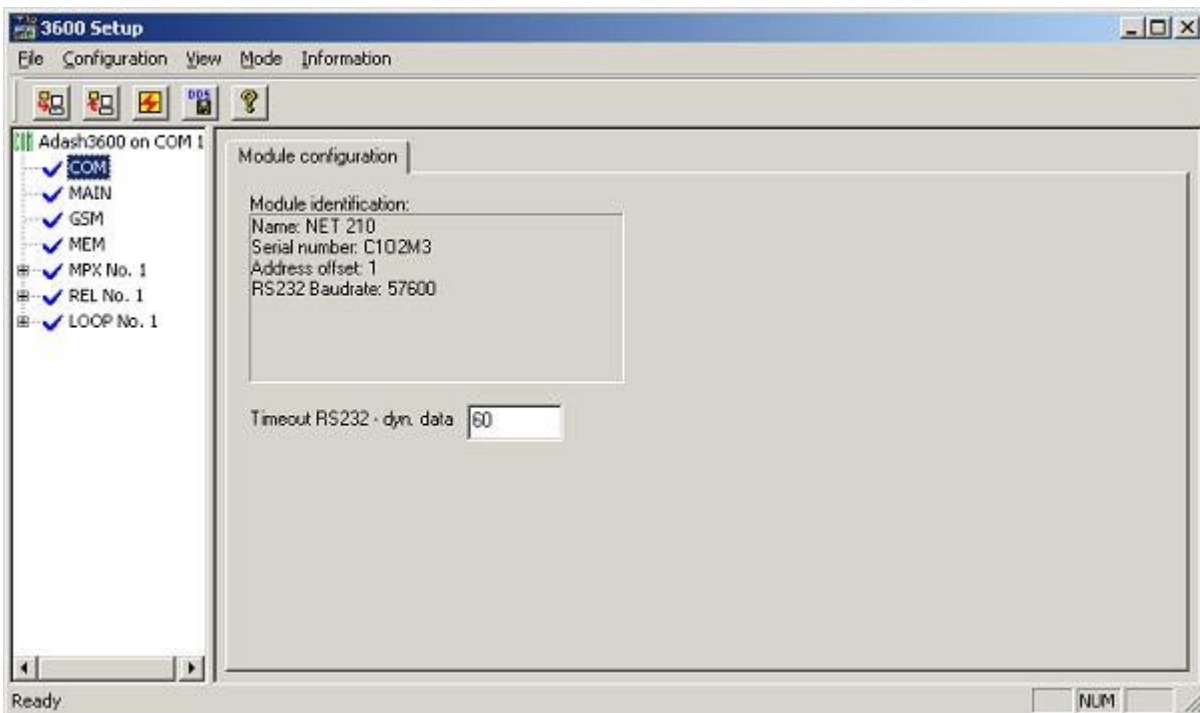 3600 Setup
File Configuration View Mode Information
DDS
Adash3600 on COM 1
COM
MAIN
GSM
MEM
MPX No. 1
REL No. 1
LOOP No. 1
Module configuration
Module identification:
Name: NET 210
Serial number: C1O2M3
Address offset: 1
RS232 Baudrate: 57600
Timeout RS232 - dyn. data 60
Ready
NUM